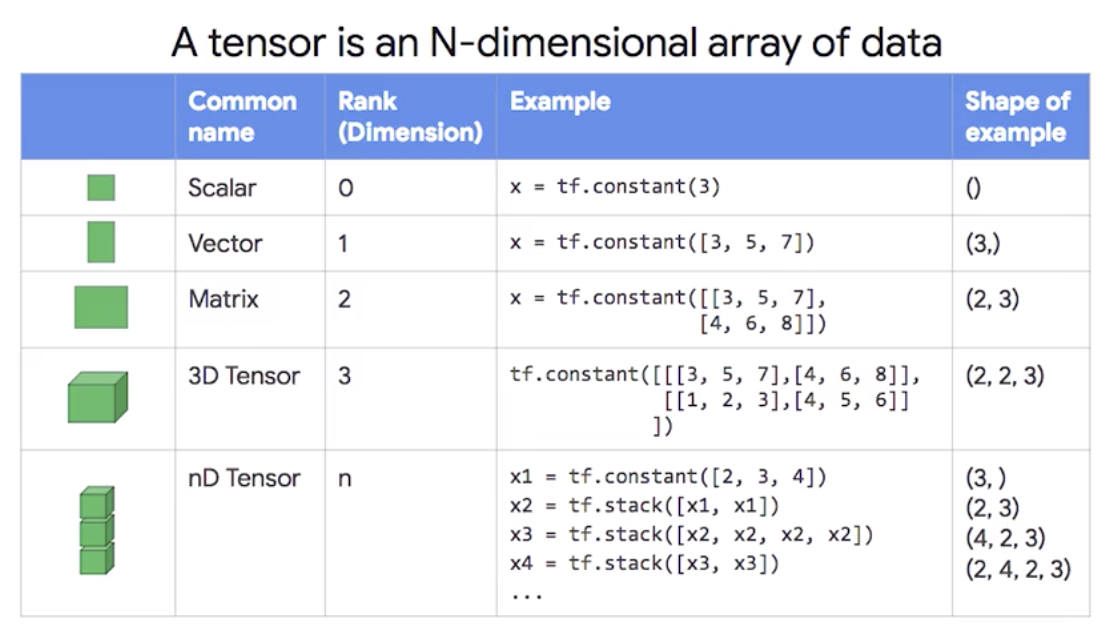 A tensor is an N-dimensional array of data
Common name
Rank (Dimension)
Example
Shape of example
Scalar
0
x = tf.constant(3)
()
Vector
1
x = tf.constant([3, 5, 7])
(3,)
Matrix
2
x = tf.constant([[3, 5, 7],
[4, 6, 8]])
(2, 3)
3D Tensor
3
tf.constant([[[3, 5, 7],[4, 6, 8]],
[[1, 2, 3],[4, 5, 6]]
])
(2, 2, 3)
nD Tensor
n
x1 = tf.constant([2, 3, 4])
x2 = tf.stack([x1, x1])
x3 = tf.stack([x2, x2, x2, x2])
x4 = tf.stack([x3, x3])
...
(3, )
(2, 3)
(4, 2, 3)
(2, 4, 2, 3)